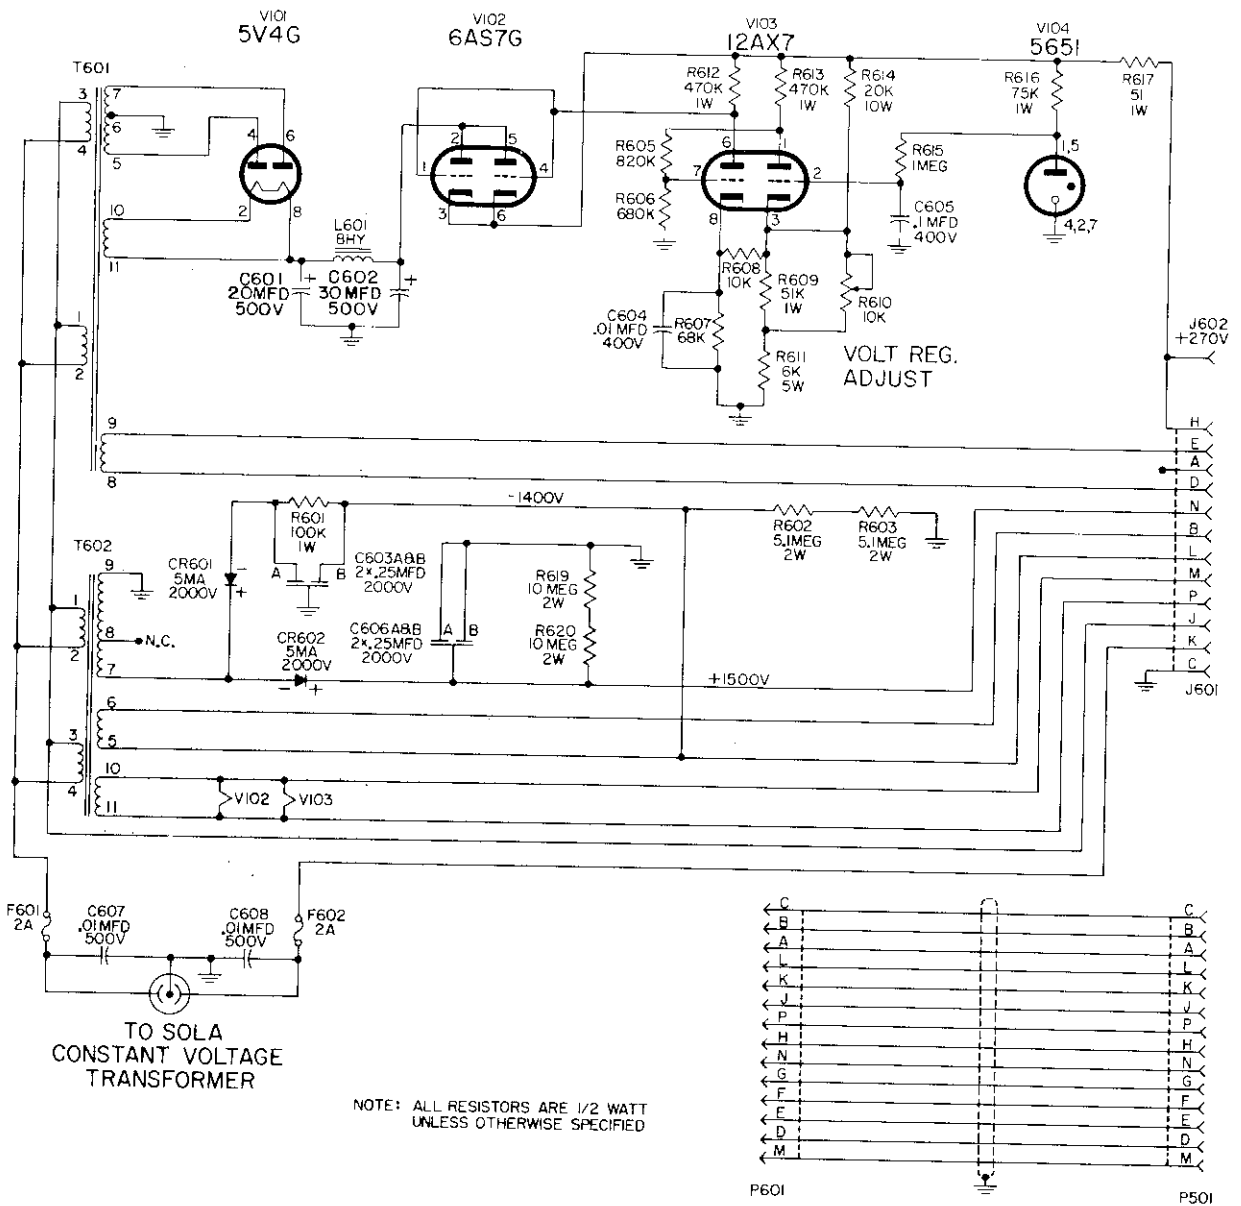 V101
5V4G
V102
6AS7G
V103
12AX7
V104
5651
T601
3
4
7
6
5
4
6
2
8
10
11
L601
8HY
C601
20MFD
500V
+
C602
30MFD
500V
+
2
5
1
4
3
6
R612
470K
1W
R613
470K
1W
R614
20K
10W
R616
75K
1W
R617
51
1W
R605
820K
R606
680K
6
1
7
2
8
3
R615
1MEG
C605
.1MFD
400V
1,5
4,2,7
R608
10K
R609
51K
1W
R610
10K
C604
.01MFD
400V
R607
68K
R611
6K
5W
VOLT REG.
ADJUST
J602
+270V
1
2
9
8
H
E
A
D
N
B
L
M
P
J
K
C
J601
-1400V
R601
100K
1W
R602
5.1MEG
2W
R603
5.1MEG
2W
T602
9
1
2
8
N.C.
7
CR601
5MA
2000V
-
+
A
B
C603A&B
2x.25MFD
2000V
CR602
5MA
2000V
-
+
C606A&B
2x.25MFD
2000V
A
B
R619
10 MEG
2W
R620
10 MEG
2W
+1500V
6
5
3
4
10
11
V102
V103
F601
2A
C607
.01MFD
500V
C608
.01MFD
500V
F602
2A
TO SOLA
CONSTANT VOLTAGE
TRANSFORMER
NOTE: ALL RESISTORS ARE 1/2 WATT
UNLESS OTHERWISE SPECIFIED
C C
B B
A A
L L
K K
J J
P P
H H
N N
G G
F F
E E
D D
M M
P601
P501